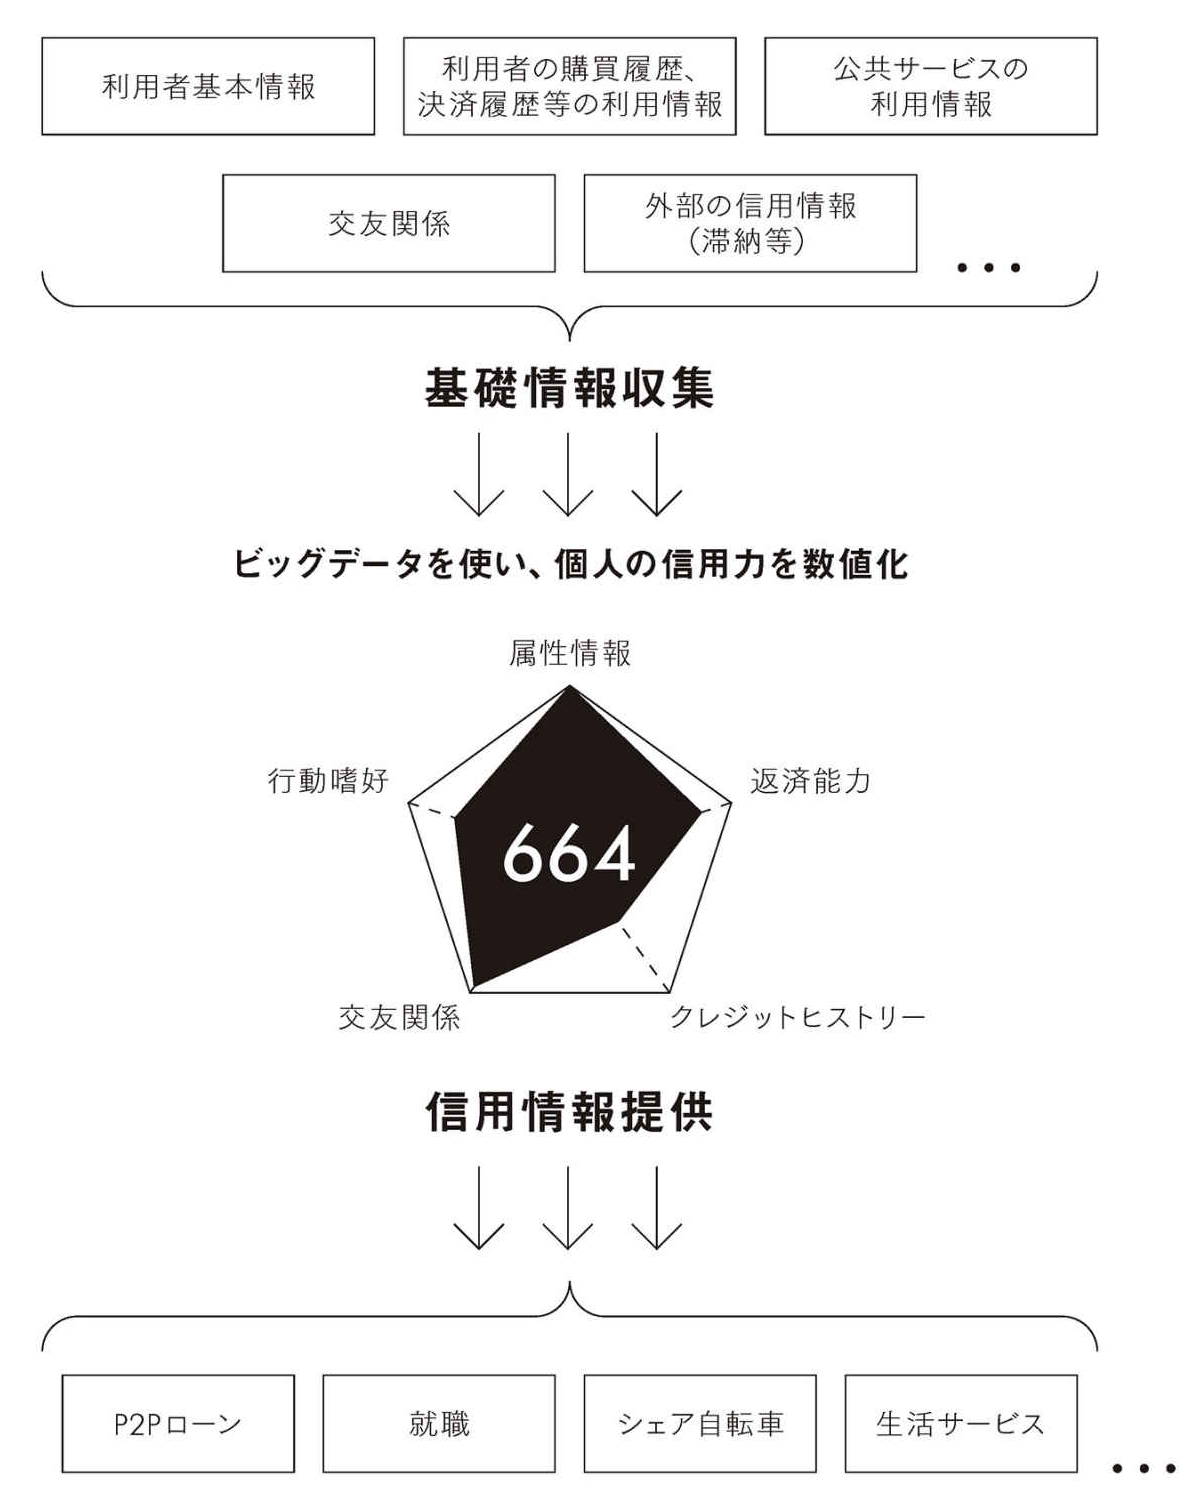 利用者基本情報
利用者の購買履歴、
決済履歴等の利用情報
公共サービスの
利用情報
交友関係
外部の信用情報
（滞納等）
•••
基礎情報収集
ビッグデータを使い、個人の信用力を数値化
属性情報
行動嗜好
返済能力
664
交友関係
クレジットヒストリー
信用情報提供
P2Pローン
就職
シェア自転車
生活サービス
•••